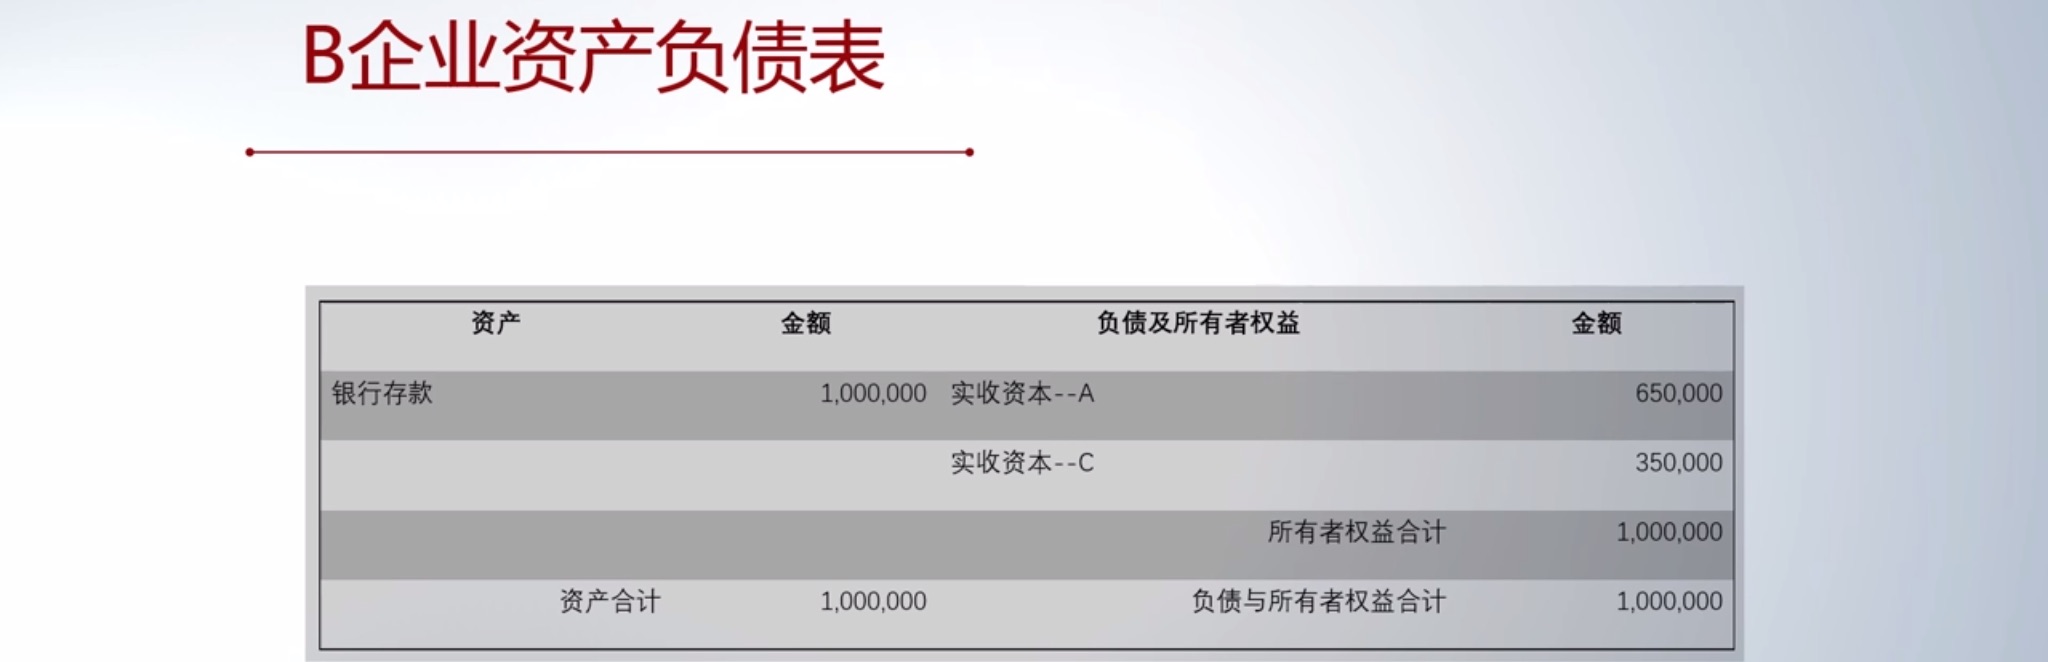 B企业资产负债表
资产 金额 负债及所有者权益 金额
银行存款 1,000,000 实收资本--A 650,000
实收资本--C 350,000
所有者权益合计 1,000,000
资产合计 1,000,000 负债与所有者权益合计 1,000,000